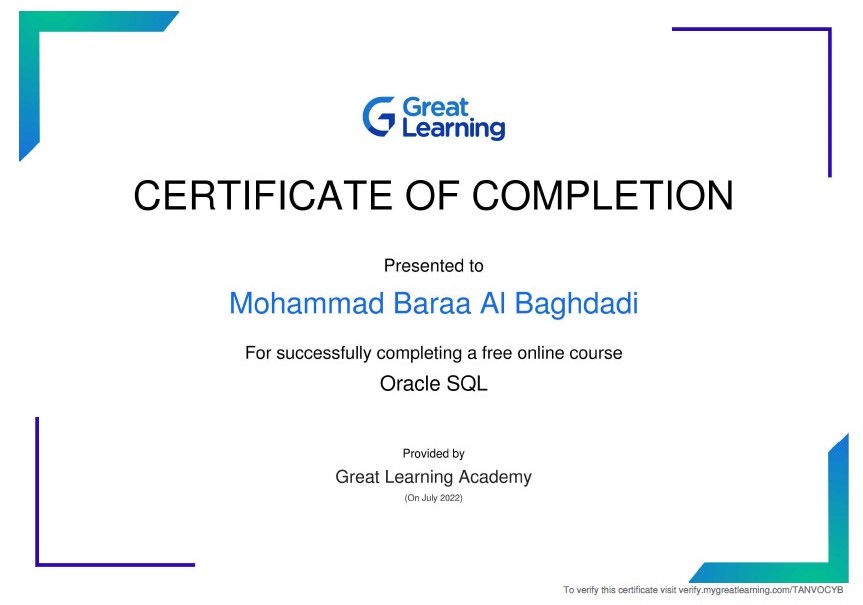 Great
Learning
CERTIFICATE OF COMPLETION
Presented to
Mohammad Baraa Al Baghdadi
For successfully completing a free online course
Oracle SQL
Provided by
Great Learning Academy
(On July 2022)
To verify this certificate visit verify.mygreatlearning.com/TANVOCYB